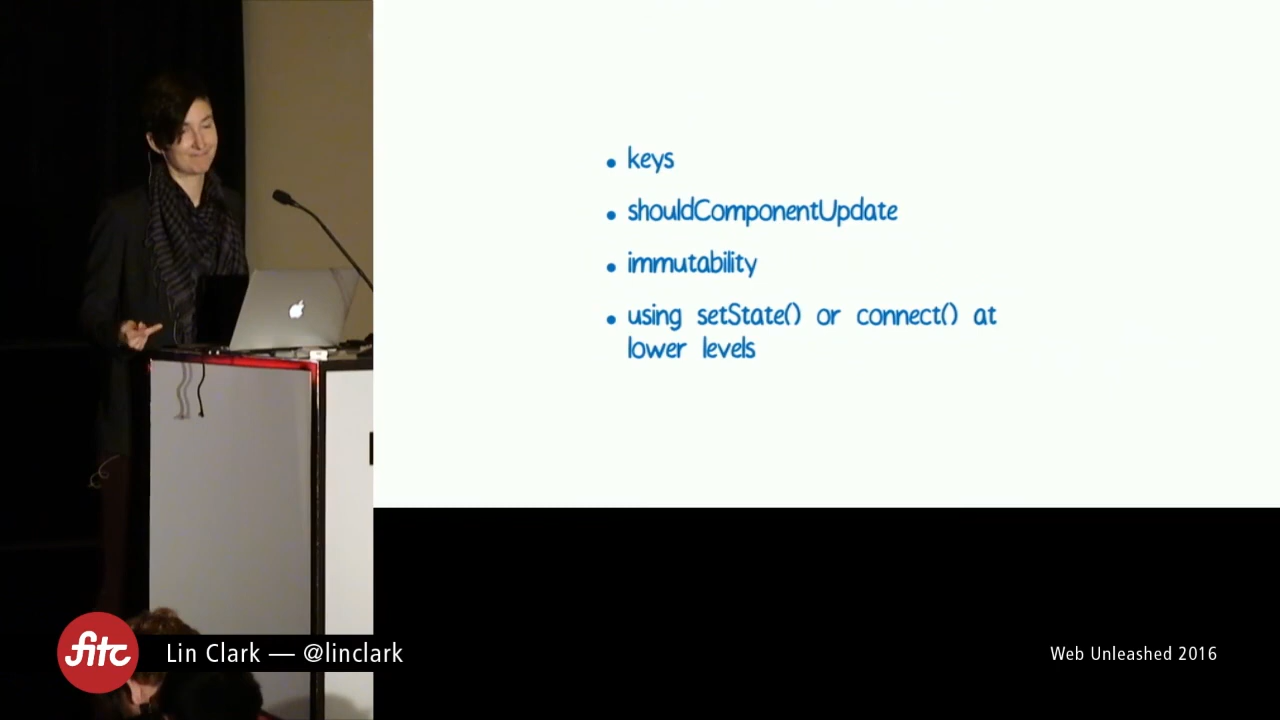 • keys
• shouldComponentUpdate
• immutability
• using setState() or connect() at
lower levels
fitc
Lin Clark — @linclark
Web Unleashed 2016